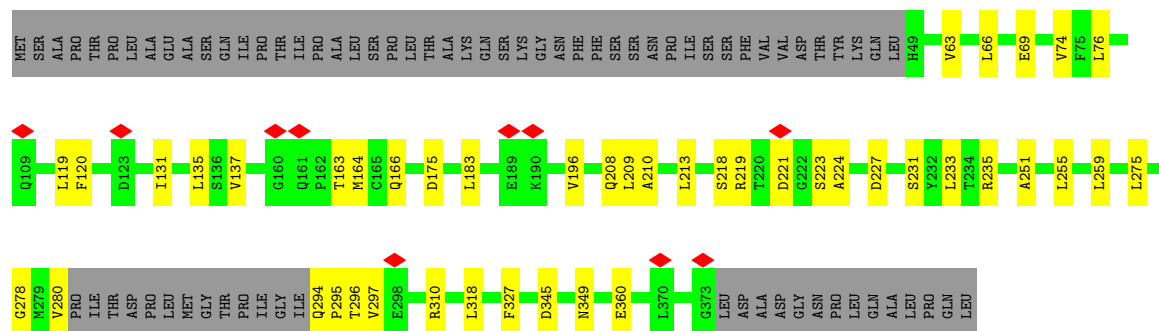 MET SER ALA PRO THR PRO LEU ALA GLU ALA SER GLN ILE PRO THR ILE PRO ALA LEU SER PRO LEU THR ALA LYS GLN SER LYS GLY ASN PHE PHE SER SER ASN PRO ILE SER SER PHE VAL VAL ASP THR TYR LYS GLN LEU H49 V63 L66 E69 V74 F75 L76
Q109 L119 F120 D123 I131 L135 S136 V137 G160 Q161 P162 T163 M164 C165 Q166 D175 L183 E189 K190 V196 Q208 L209 A210 L213 S218 R219 T220 D221 G222 S223 A224 D227 S231 Y232 L233 T234 R235 A251 L255 L259 L275
G278 M279 V280 PRO ILE THR ASP PRO LEU MET GLY THR PRO ILE GLY ILE Q294 P295 T296 V297 E298 R310 L318 F327 D345 N349 E360 L370 G373 LEU ASP ALA ASP GLY ASN PRO LEU GLN ALA LEU PRO GLN LEU